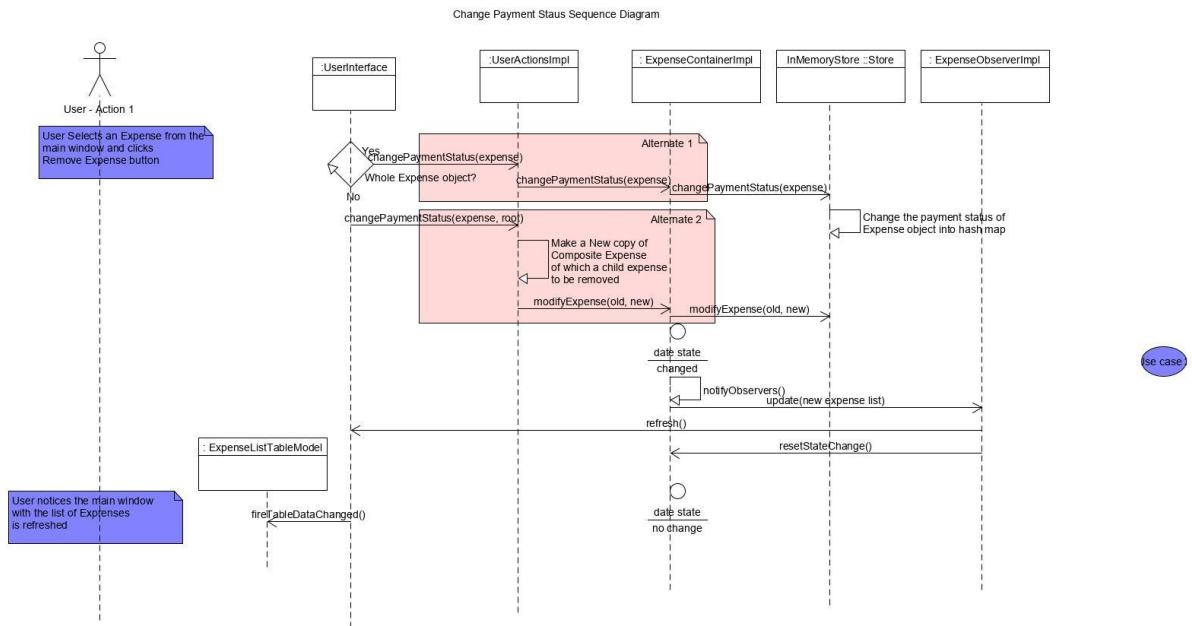 Change Payment Staus Sequence Diagram
:UserInterface
:UserActionsImpl
: ExpenseContainerImpl
InMemoryStore ::Store
: ExpenseObserverImpl
User - Action 1
User Selects an Expense from the
main window and clicks
Remove Expense button
Alternate 1
Yes
changePaymentStatus(expense)
Whole Expense object?
changePaymentStatus(expense)
changePaymentStatus(expense)
No
changePaymentStatus(expense, root)
Alternate 2
Change the payment status of
Expense object into hash map
Make a New copy of
Composite Expense
of which a child expense
to be removed
modifyExpense(old, new)
modifyExpense(old, new)
date state
changed
se case
notifyObservers()
update(new expense list)
refresh()
: ExpenseListTableModel
resetStateChange()
User notices the main window
with the list of Exprenses
is refreshed
fireTableDataChanged()
date state
no change